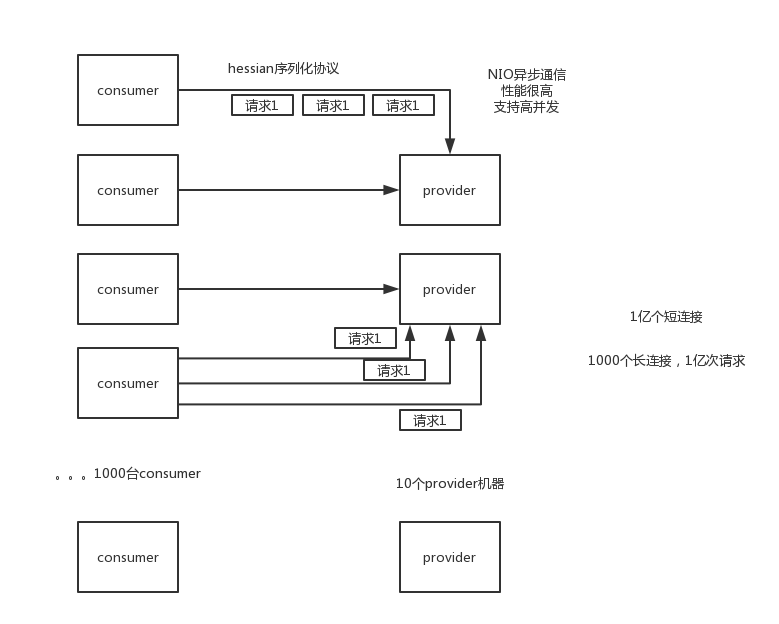 consumer
hessian序列化协议
请求1
请求1
请求1
NIO异步通信
性能很高
支持高并发
consumer
provider
consumer
provider
1亿个短连接
请求1
consumer
请求1
1000个长连接，1亿次请求
请求1
。。。1000台consumer
10个provider机器
consumer
provider